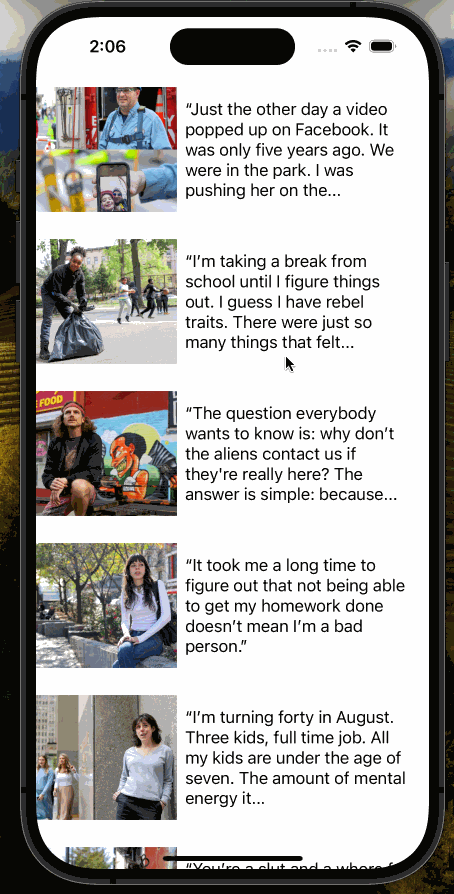 2:06
“Just the other day a video
popped up on Facebook. It
was only five years ago. We
were in the park. I was
pushing her on the...
“I’m taking a break from
school until I figure things
out. I guess I have rebel
traits. There were just so
many things that felt...
FOOD
“The question everybody
wants to know is: why don’t
the aliens contact us if
they're really here? The
answer is simple: because...
“It took me a long time to
figure out that not being able
to get my homework done
doesn’t mean I’m a bad
person.”
“I’m turning forty in August.
Three kids, full time job. All
my kids are under the age of
seven. The amount of mental
energy it...
“You’re a slut and a whore